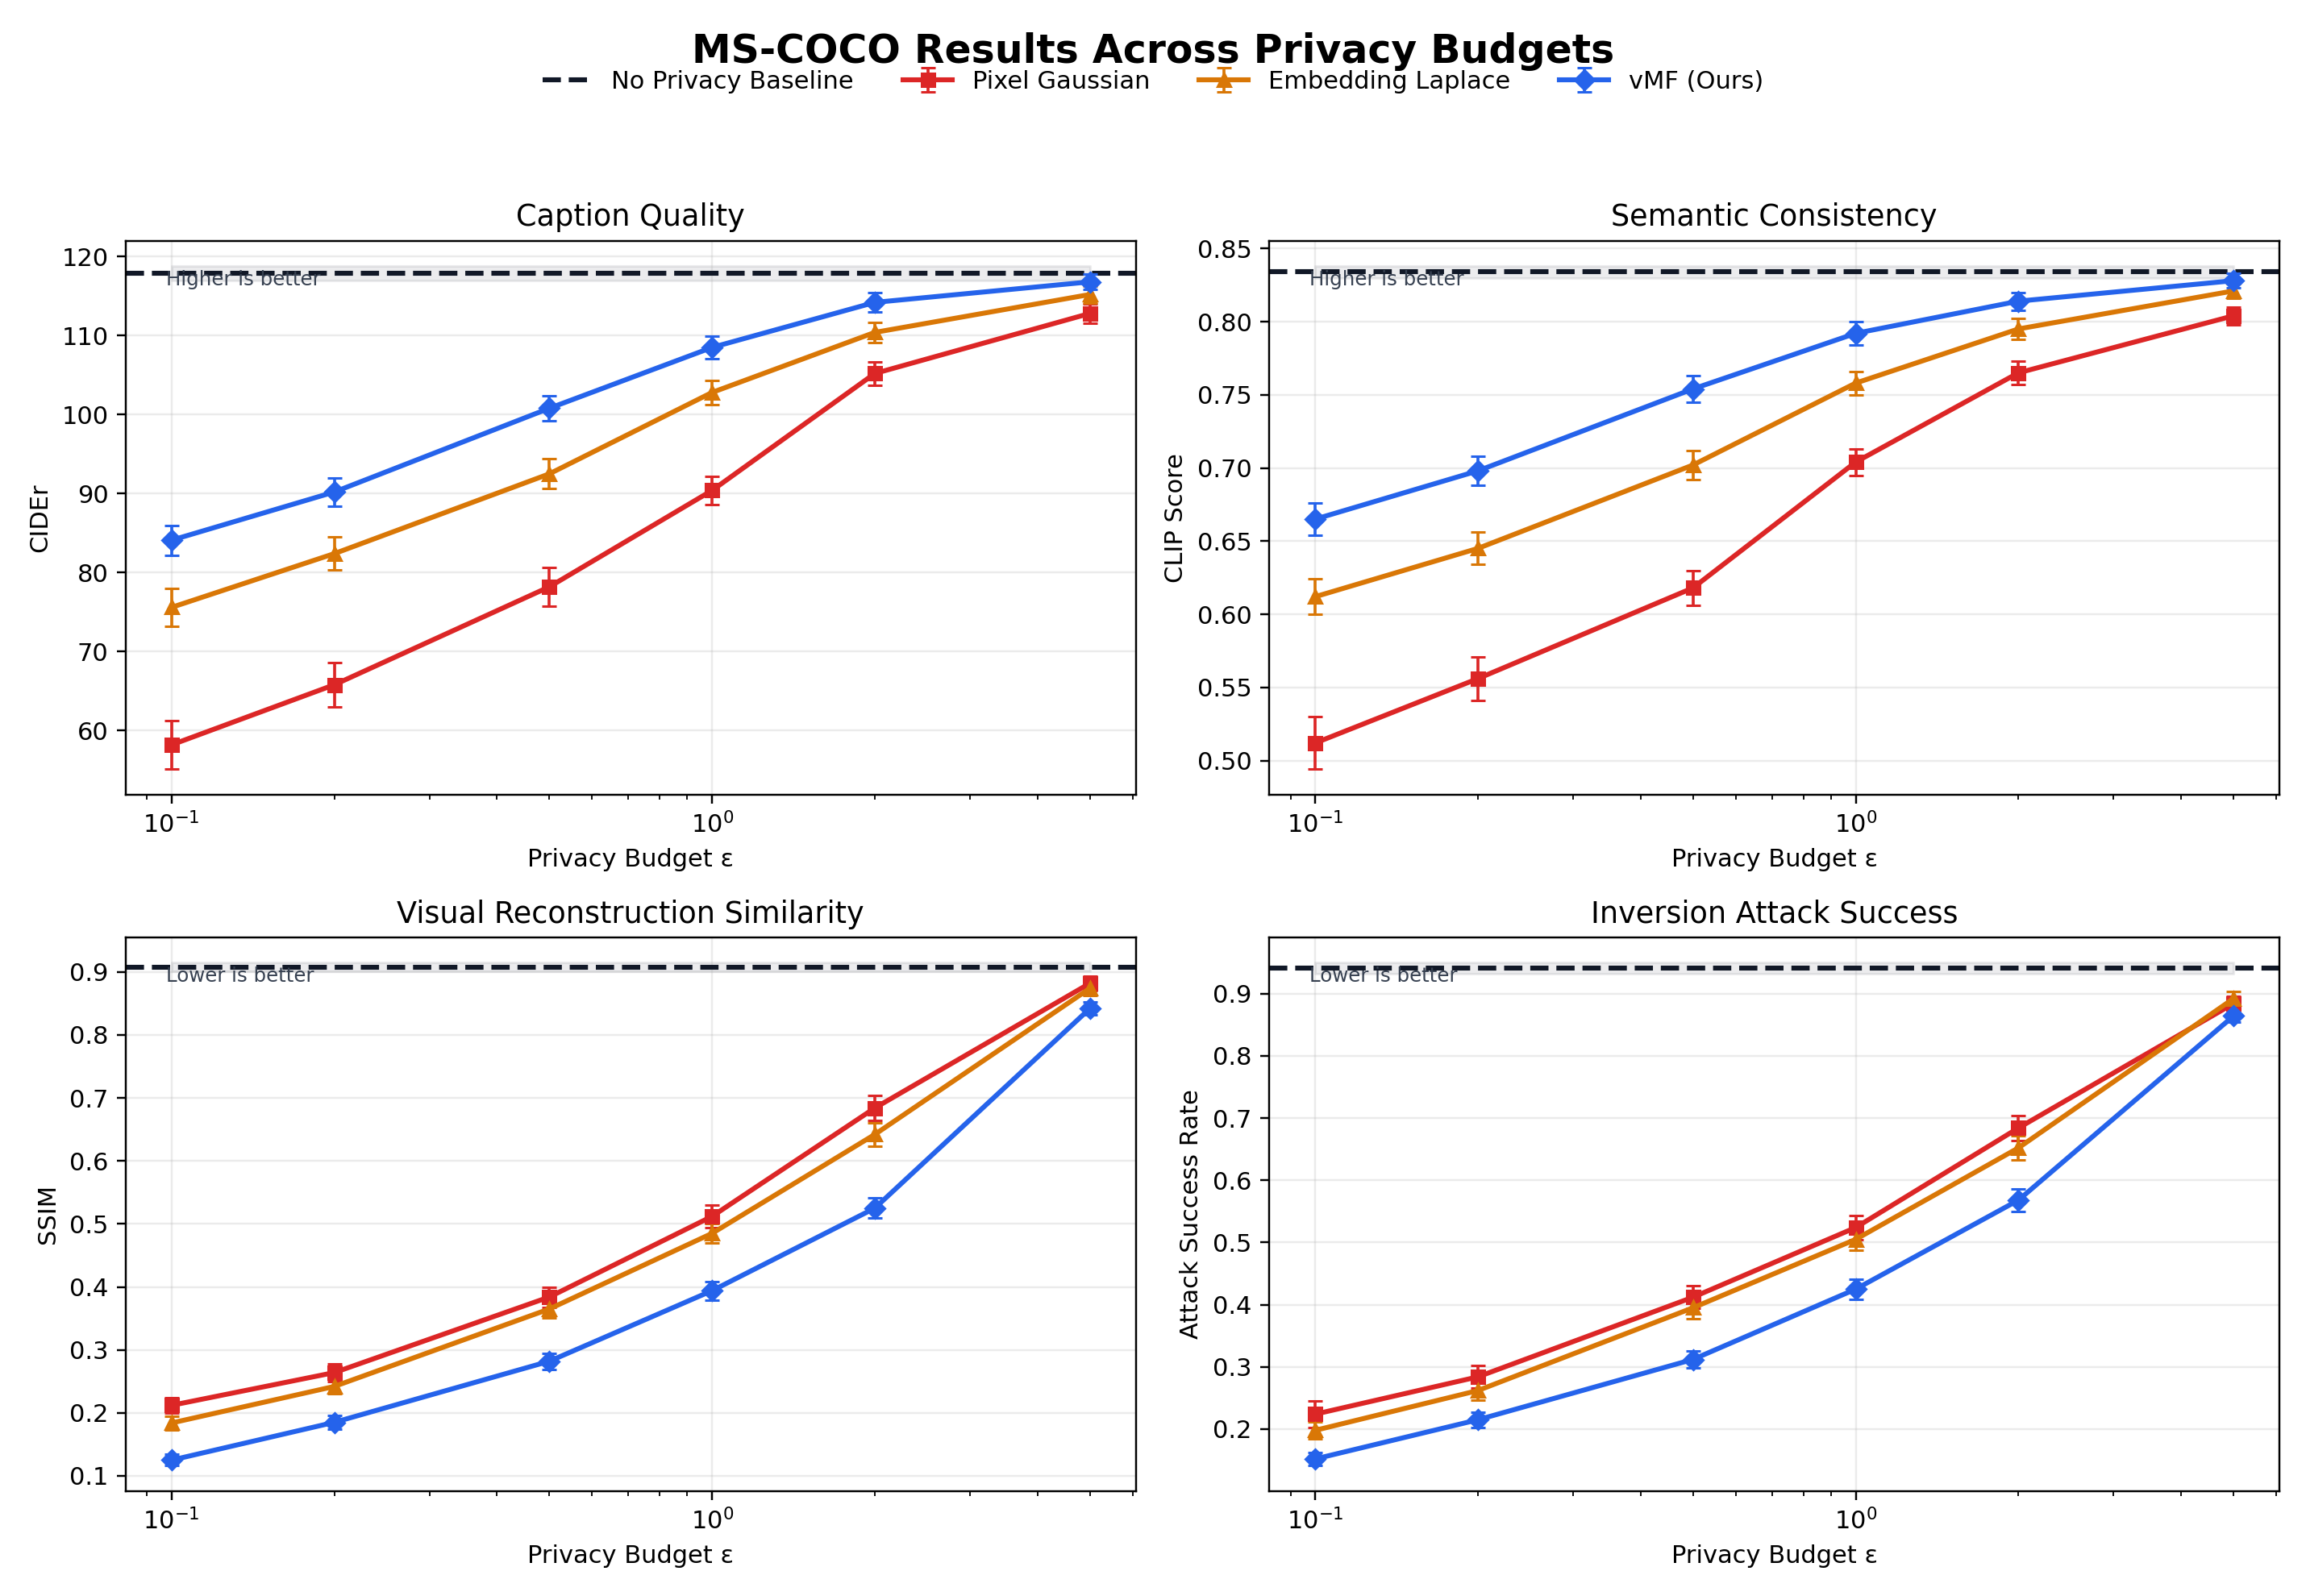 MS-COCO Results Across Privacy Budgets
No Privacy Baseline Pixel Gaussian Embedding Laplace vMF (Ours)
Caption Quality
120
110
100
90
80
70
60
CIDEr
Higher is better
10⁻¹ 10⁰
Privacy Budget ε
Semantic Consistency
0.85
0.80
0.75
0.70
0.65
0.60
0.55
0.50
CLIP Score
Higher is better
10⁻¹ 10⁰
Privacy Budget ε
Visual Reconstruction Similarity
0.9
0.8
0.7
0.6
0.5
0.4
0.3
0.2
0.1
SSIM
Lower is better
10⁻¹ 10⁰
Privacy Budget ε
Inversion Attack Success
0.9
0.8
0.7
0.6
0.5
0.4
0.3
0.2
Attack Success Rate
Lower is better
10⁻¹ 10⁰
Privacy Budget ε